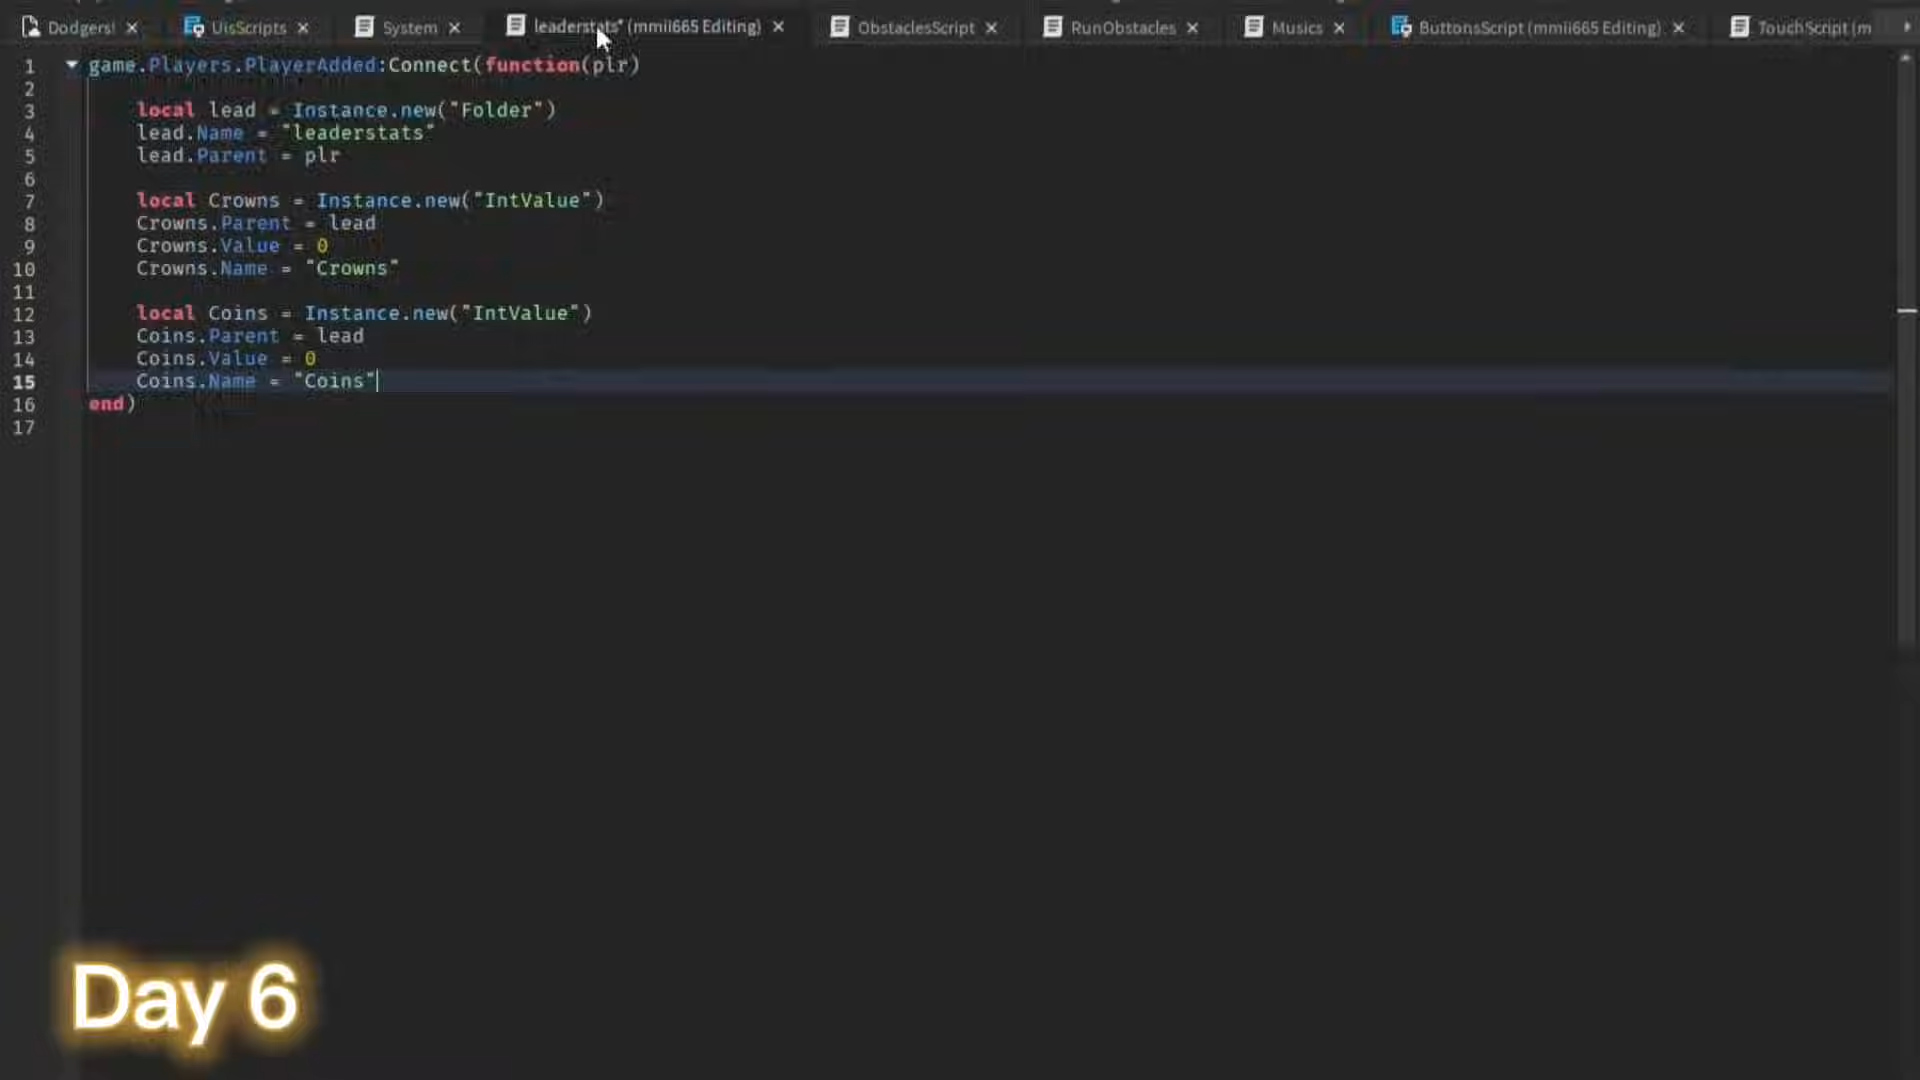 Dodgers!
UisScripts
System
leaderstats* (mmii665 Editing)
ObstaclesScript
RunObstacles
Musics
ButtonsScript (mmii665 Editing)
TouchScript (m
1 game.Players.PlayerAdded:Connect(function(plr)
2
3 local lead = Instance.new("Folder")
4 lead.Name = "leaderstats"
5 lead.Parent = plr
6
7 local Crowns = Instance.new("IntValue")
8 Crowns.Parent = lead
9 Crowns.Value = 0
10 Crowns.Name = "Crowns"
11
12 local Coins = Instance.new("IntValue")
13 Coins.Parent = lead
14 Coins.Value = 0
15 Coins.Name = "Coins"
16 end)
17
Day 6